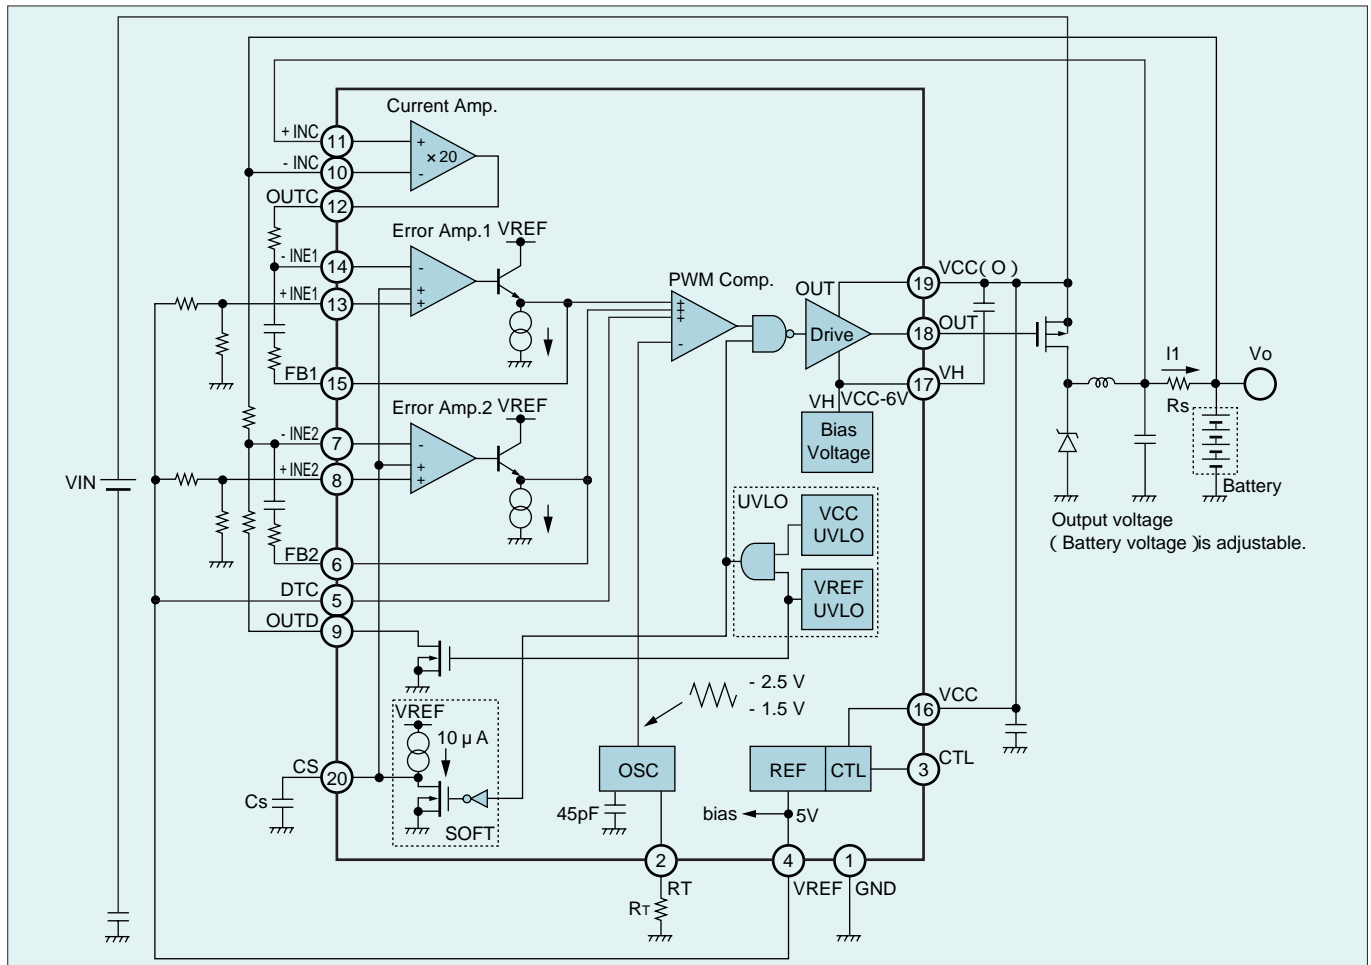 Current Amp.
+ INC
11
+
× 20
- INC
10
-
OUTC
12
Error Amp.1
VREF
- INE1
14
-
+
+ INE1
13
+
FB1
15
PWM Comp.
+
+
+
-
OUT
Drive
19
VCC( O )
18
OUT
17
VH
VH
VCC-6V
Bias
Voltage
I1
Rs
Vo
Battery
Output voltage
( Battery voltage )is adjustable.
Error Amp.2
VREF
- INE2
7
-
+
+ INE2
8
+
VIN
FB2
6
DTC
5
OUTD
9
UVLO
VCC
UVLO
VREF
UVLO
- 2.5 V
- 1.5 V
VREF
10 µ A
CS
20
Cs
SOFT
OSC
45pF
REF
CTL
bias
5V
16
VCC
3
CTL
2
RT
RT
4
VREF
1
GND